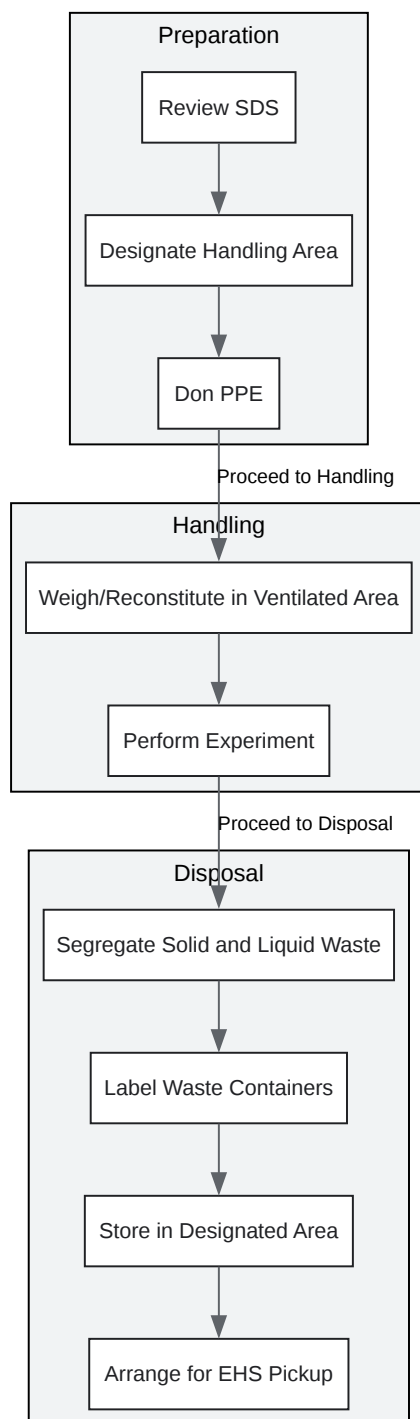 Preparation
Review SDS
Designate Handling Area
Don PPE
Proceed to Handling
Handling
Weigh/Reconstitute in Ventilated Area
Perform Experiment
Proceed to Disposal
Disposal
Segregate Solid and Liquid Waste
Label Waste Containers
Store in Designated Area
Arrange for EHS Pickup